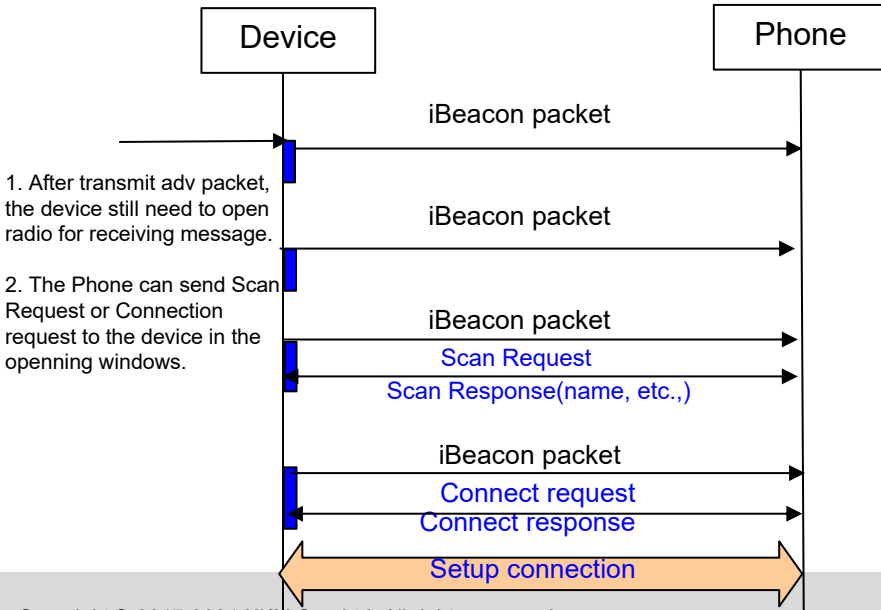 Device
Phone
iBeacon packet
1. After transmit adv packet,
the device still need to open
radio for receiving message.
iBeacon packet
2. The Phone can send Scan
Request or Connection
request to the device in the
openning windows.
iBeacon packet
Scan Request
Scan Response(name, etc.,)
iBeacon packet
Connect request
Connect response
Setup connection